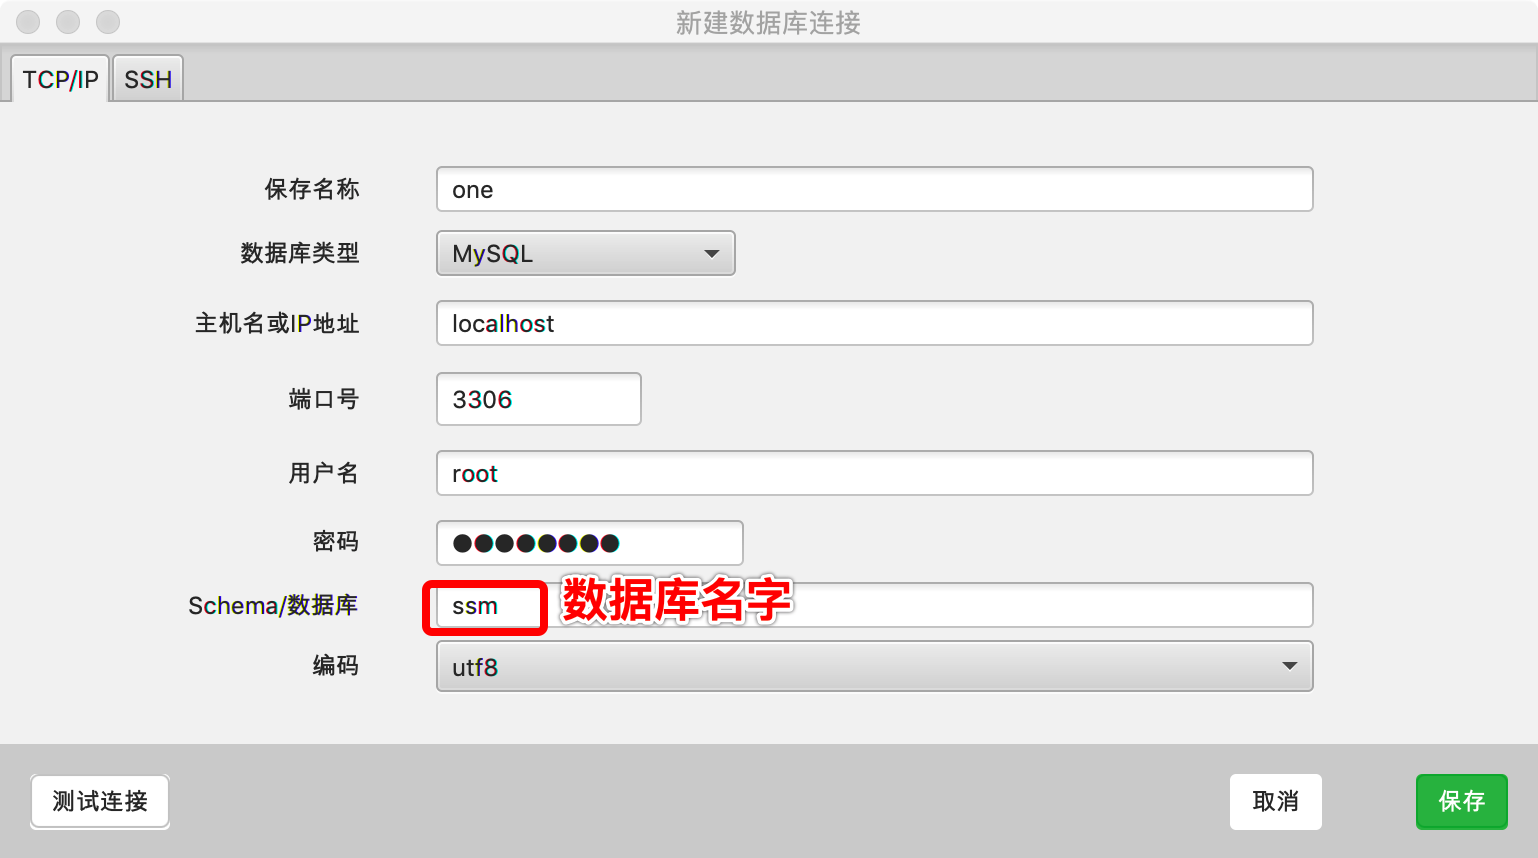 新建数据库连接
TCP/IP SSH
保存名称 one
数据库类型 MySQL
主机名或IP地址 localhost
端口号 3306
用户名 root
密码 ●●●●●●●●
Schema/数据库 ssm 数据库名字
编码 utf8
测试连接 取消 保存